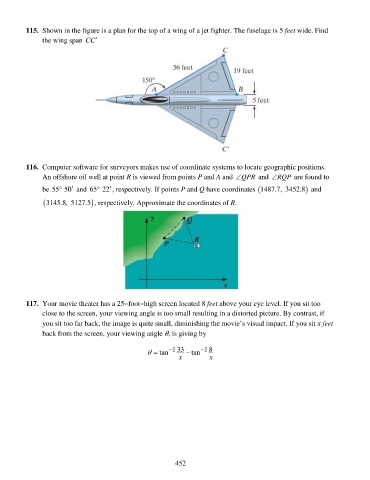 115. Shown in the figure is a plan for the top of a wing of a jet fighter. The fuselage is 5 feet wide. Find
the wing span CC′
C
36 feet
19 feet
150°
A
B
5 feet
C′
116. Computer software for surveyors makes use of coordinate systems to locate geographic positions.
An offshore oil well at point R is viewed from points P and A and ∠QPR and ∠RQP are found to
be 55° 50′ and 65° 22′, respectively. If points P and Q have coordinates (1487.7, 3452.8) and
(3145.8, 5127.5), respectively. Approximate the coordinates of R.
y
Q
P
R
x
117. Your movie theater has a 25-foot-high screen located 8 feet above your eye level. If you sit too
close to the screen, your viewing angle is too small resulting in a distorted picture. By contrast, if
you sit too far back, the image is quite small, diminishing the movie's visual impact. If you sit x feet
back from the screen, your viewing angle θ, is giving by
θ = tan⁻¹ 33/x − tan⁻¹ 8/x
452